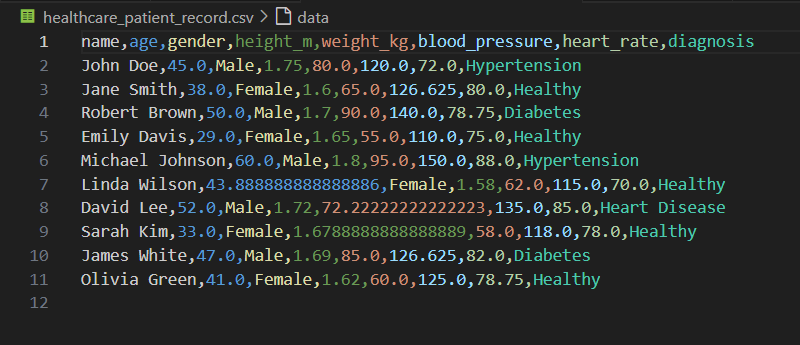 healthcare_patient_record.csv > data
1 name,age,gender,height_m,weight_kg,blood_pressure,heart_rate,diagnosis
2 John Doe,45.0,Male,1.75,80.0,120.0,72.0,Hypertension
3 Jane Smith,38.0,Female,1.6,65.0,126.625,80.0,Healthy
4 Robert Brown,50.0,Male,1.7,90.0,140.0,78.75,Diabetes
5 Emily Davis,29.0,Female,1.65,55.0,110.0,75.0,Healthy
6 Michael Johnson,60.0,Male,1.8,95.0,150.0,88.0,Hypertension
7 Linda Wilson,43.888888888888886,Female,1.58,62.0,115.0,70.0,Healthy
8 David Lee,52.0,Male,1.72,72.22222222222223,135.0,85.0,Heart Disease
9 Sarah Kim,33.0,Female,1.6788888888888889,58.0,118.0,78.0,Healthy
10 James White,47.0,Male,1.69,85.0,126.625,82.0,Diabetes
11 Olivia Green,41.0,Female,1.62,60.0,125.0,78.75,Healthy
12